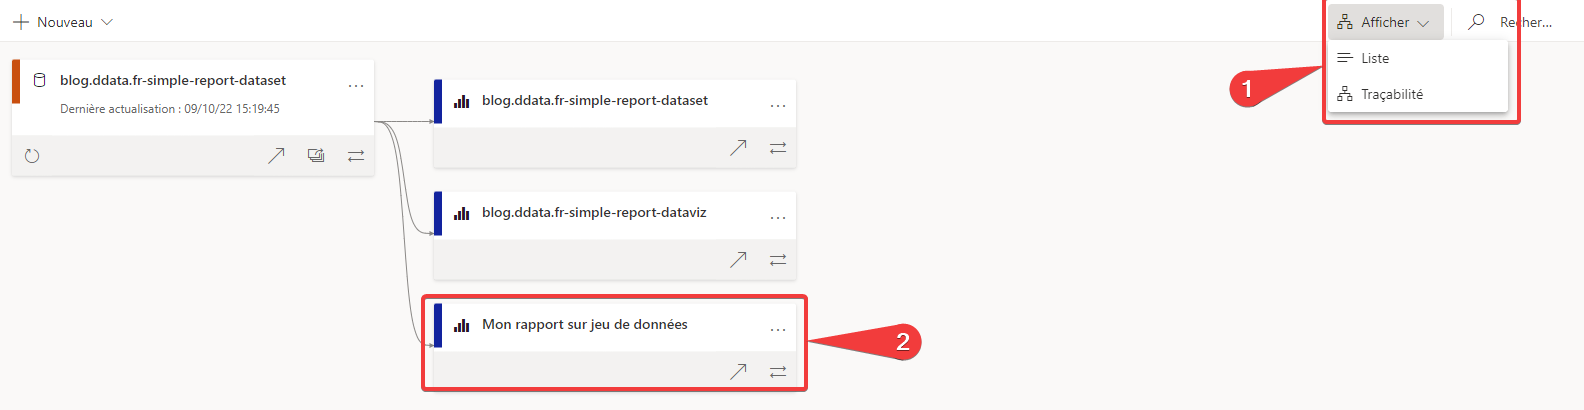 Nouveau
Afficher
Recher...
Liste
Traçabilité
1
blog.ddata.fr-simple-report-dataset
...
Dernière actualisation : 09/10/22 15:19:45
blog.ddata.fr-simple-report-dataset
...
blog.ddata.fr-simple-report-dataviz
...
Mon rapport sur jeu de données
...
2